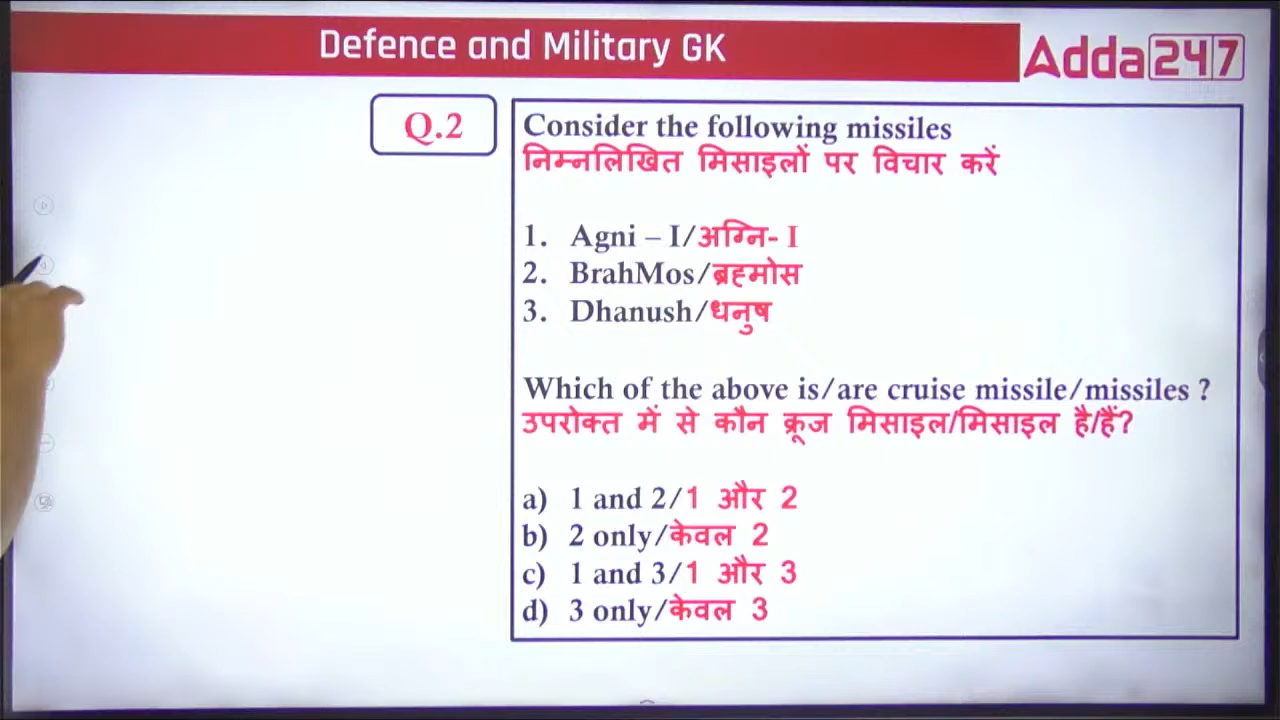 Defence and Military GK
Adda247
Q.2
Consider the following missiles
निम्नलिखित मिसाइलों पर विचार करें
1. Agni – I/अग्नि- I
2. BrahMos/ब्रह्मोस
3. Dhanush/धनुष
Which of the above is/are cruise missile/missiles ?
उपरोक्त में से कौन क्रूज मिसाइल/मिसाइल है/हैं?
a) 1 and 2/1 और 2
b) 2 only/केवल 2
c) 1 and 3/1 और 3
d) 3 only/केवल 3